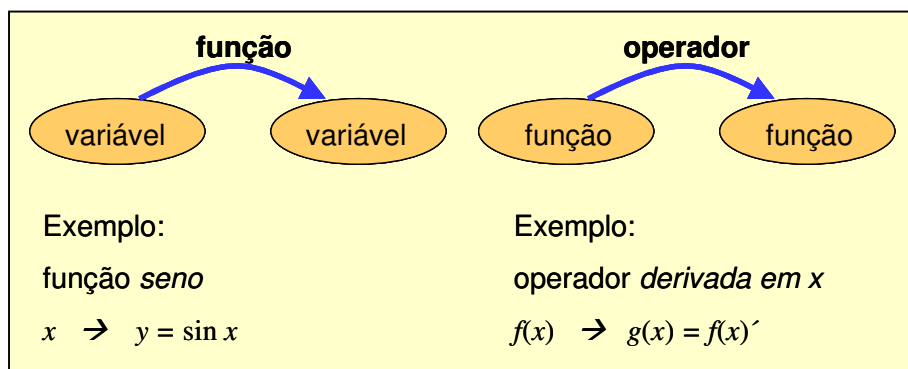 função
variável variável
Exemplo:
função seno
x → y = sin x
operador
função função
Exemplo:
operador derivada em x
f(x) → g(x) = f(x)´